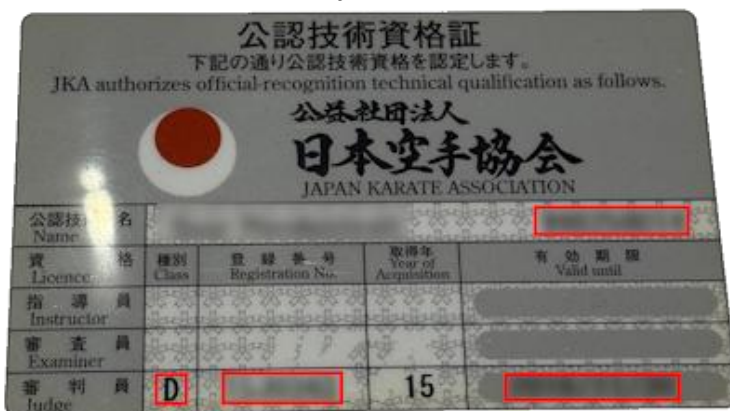 公認技術資格証
下記の通り公認技術資格を認定します。
JKA authorizes official-recognition technical qualification as follows.
公益社団法人
日本空手協会
JAPAN KARATE ASSOCIATION
公認技 名
Name
資 格 種別 登録番号 取得年 有効期限
Licence Class Registration No. Year of Acquisition Valid until
指導員
Instructor
審査員
Examiner
審判員 D 15
Judge